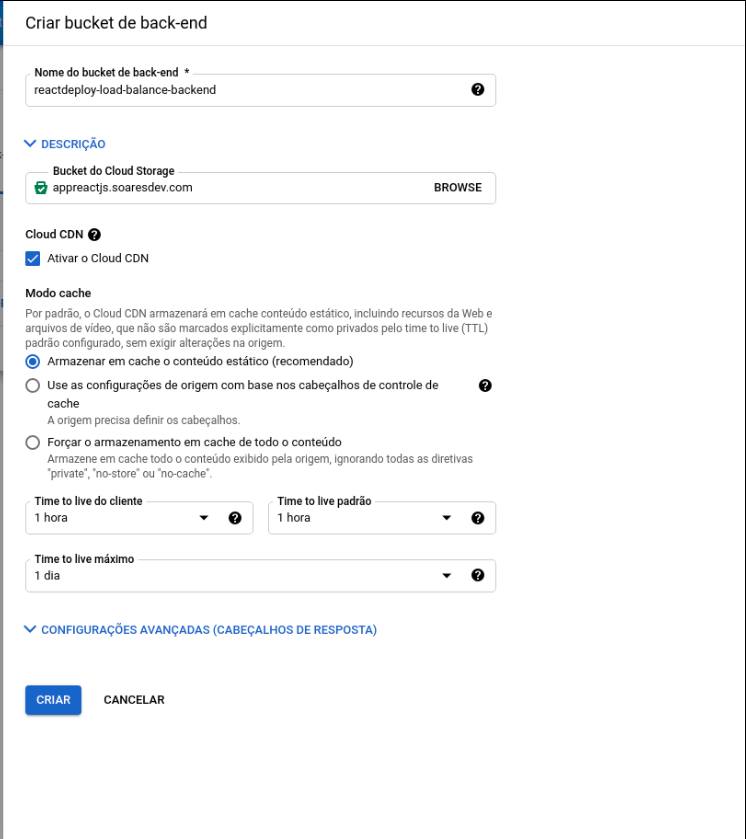 Criar bucket de back-end
Nome do bucket de back-end *
reactdeploy-load-balance-backend
DESCRIÇÃO
Bucket do Cloud Storage
appreactjs.soaresdev.com
BROWSE
Cloud CDN
Ativar o Cloud CDN
Modo cache
Por padrão, o Cloud CDN armazenará em cache conteúdo estático, incluindo recursos da Web e
arquivos de vídeo, que não são marcados explicitamente como privados pelo time to live (TTL)
padrão configurado, sem exigir alterações na origem.
Armazenar em cache o conteúdo estático (recomendado)
Use as configurações de origem com base nos cabeçalhos de controle de
cache
A origem precisa definir os cabeçalhos.
Forçar o armazenamento em cache de todo o conteúdo
Armazene em cache todo o conteúdo exibido pela origem, ignorando todas as diretivas
"private", "no-store" ou "no-cache".
Time to live do cliente
1 hora
Time to live padrão
1 hora
Time to live máximo
1 dia
CONFIGURAÇÕES AVANÇADAS (CABEÇALHOS DE RESPOSTA)
CRIAR
CANCELAR